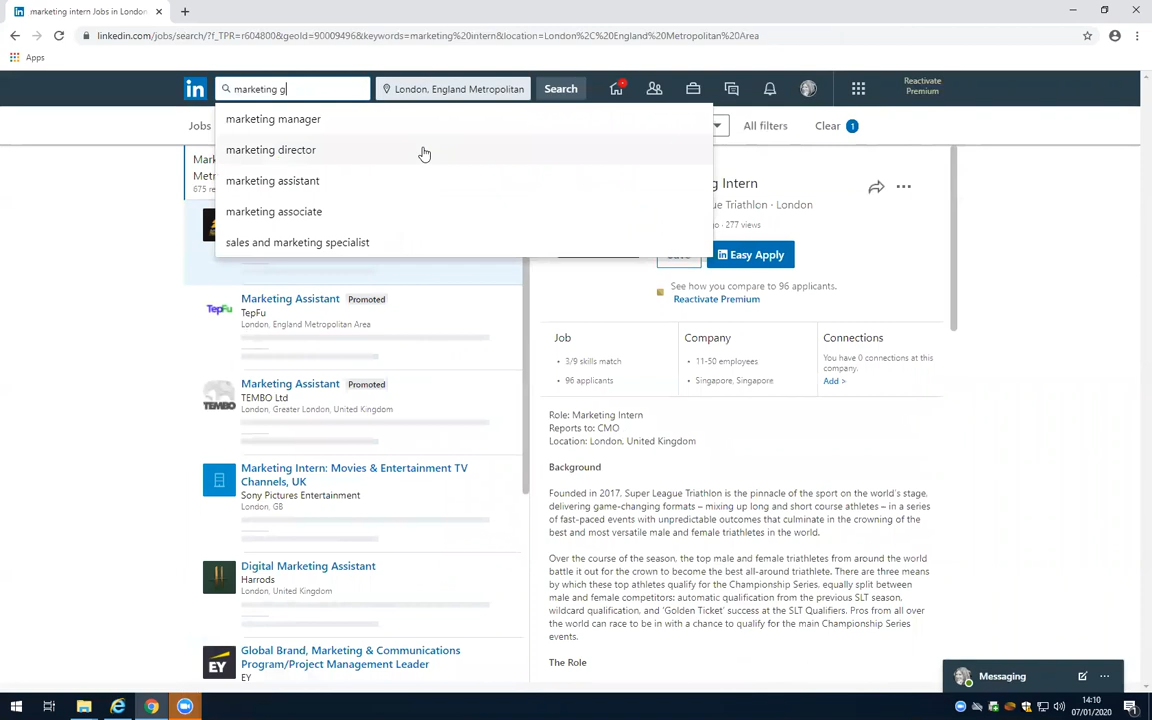 marketing intern Jobs in London
linkedin.com/jobs/search/?f_TPR=r604800&geoId=90009496&keywords=marketing%20intern&location=London%2C%20England%20Metropolitan%20Area
Apps
in
marketing g
London, England Metropolitan
Search
Reactivate
Premium
Jobs
All filters
Clear 1
marketing manager
marketing director
marketing assistant
marketing associate
sales and marketing specialist
Marketing Assistant Promoted
TepFu
TepFu
London, England Metropolitan Area
Marketing Assistant Promoted
TEMBO
TEMBO Ltd
London, Greater London, United Kingdom
Marketing Intern: Movies & Entertainment TV
Channels, UK
Sony Pictures Entertainment
London, GB
Digital Marketing Assistant
Harrods
London, United Kingdom
Global Brand, Marketing & Communications
Program/Project Management Leader
EY
EY
Intern
ue Triathlon · London
277 views
in Easy Apply
See how you compare to 96 applicants.
Reactivate Premium
Job
• 3/9 skills match
• 96 applicants
Company
• 11-50 employees
• Singapore, Singapore
Connections
You have 0 connections at this
company.
Add >
Role: Marketing Intern
Reports to: CMO
Location: London, United Kingdom
Background
Founded in 2017, Super League Triathlon is the pinnacle of the sport on the world's stage,
delivering game-changing formats – mixing up long and short course athletes – in a series
of fast-paced events with unpredictable outcomes that culminate in the crowning of the
best and most versatile male and female triathletes in the world.
Over the course of the season, the top male and female triathletes from around the world
battle it out for the crown to become the best all-around triathlete. There are three means
by which these top athletes qualify for the Championship Series, equally split between
male and female competitors: automatic qualification from the previous SLT season,
wildcard qualification, and 'Golden Ticket' success at the SLT Qualifiers. Pros from all over
the world can race to be in with a chance to qualify for the main Championship Series
events.
The Role
Messaging
14:10
07/01/2020